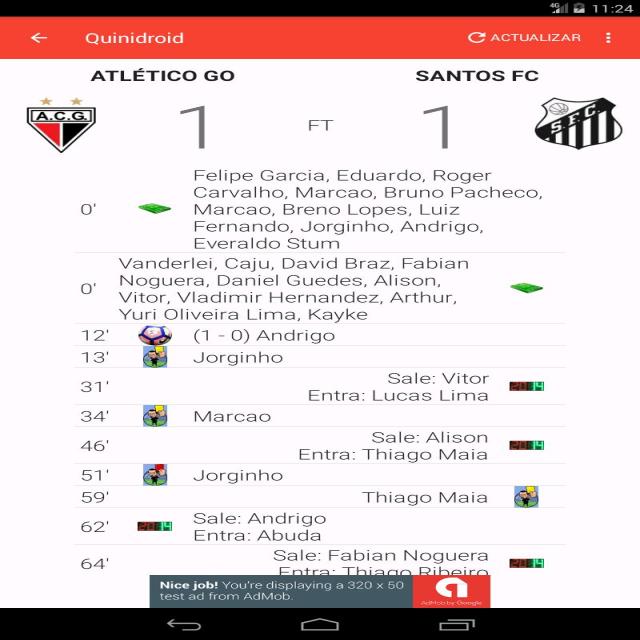 4G 11:24
Quinidroid ACTUALIZAR
ATLÉTICO GO SANTOS FC
A.C.G. 1 FT 1 S.F.C.
Felipe Garcia, Eduardo, Roger
Carvalho, Marcao, Bruno Pacheco,
0' Marcao, Breno Lopes, Luiz
Fernando, Jorginho, Andrigo,
Everaldo Stum
Vanderlei, Caju, David Braz, Fabian
0' Noguera, Daniel Guedes, Alison,
Vitor, Vladimir Hernandez, Arthur,
Yuri Oliveira Lima, Kayke
12' (1 - 0) Andrigo
13' Jorginho
31' Sale: Vitor
Entra: Lucas Lima
34' Marcao
46' Sale: Alison
Entra: Thiago Maia
51' Jorginho
59' Thiago Maia
62' Sale: Andrigo
Entra: Abuda
64' Sale: Fabian Noguera
Entra: Thiago Ribeiro
Nice job! You're displaying a 320 x 50
test ad from AdMob.
AdMob by Google